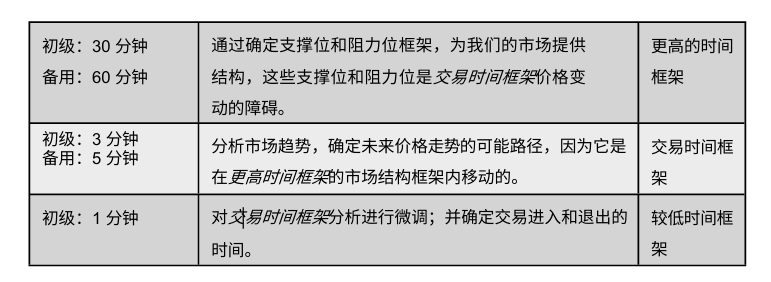 初级：30 分钟
备用：60 分钟
通过确定支撑位和阻力位框架，为我们的市场提供
结构，这些支撑位和阻力位是交易时间框架价格变
动的障碍。
更高的时间
框架
初级：3 分钟
备用：5 分钟
分析市场趋势，确定未来价格走势的可能路径，因为它是
在更高时间框架的市场结构框架内移动的。
交易时间框
架
初级：1 分钟
对交易时间框架分析进行微调；并确定交易进入和退出的
时间。
较低时间框
架